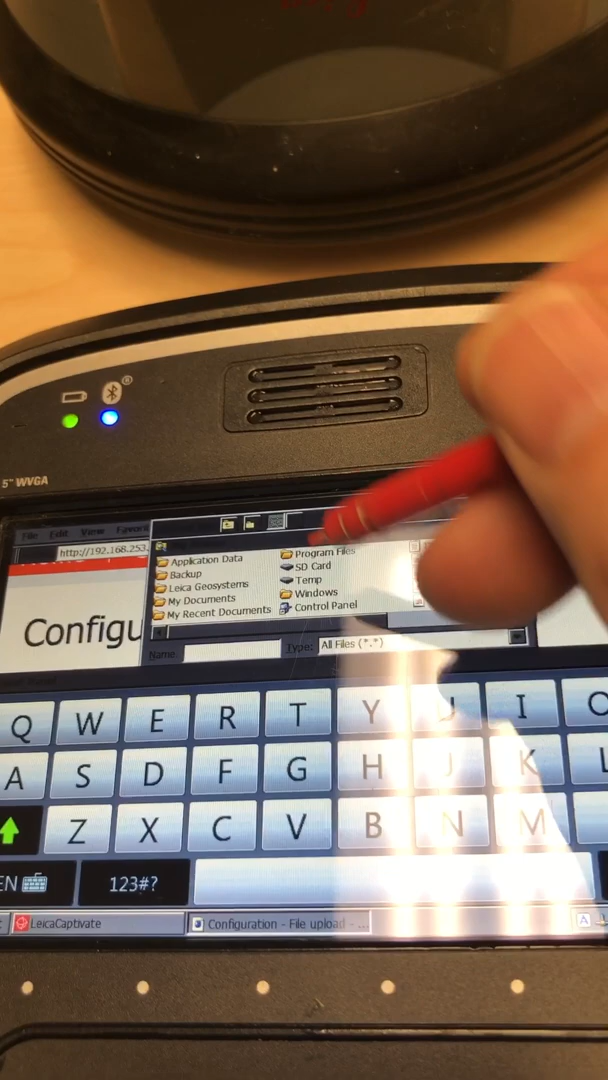 5" WVGA
File Edit View Favorit
http://192.168.253.
Application Data
Backup
Leica Geosystems
My Documents
My Recent Documents
Program Files
SD Card
Temp
Windows
Control Panel
Configu
Name:
Type: All Files (*.*)
Q W E R T Y U I O
A S D F G H J K L
Z X C V B N M
EN 123#?
LeicaCaptivate Configuration - File upload - ...
A